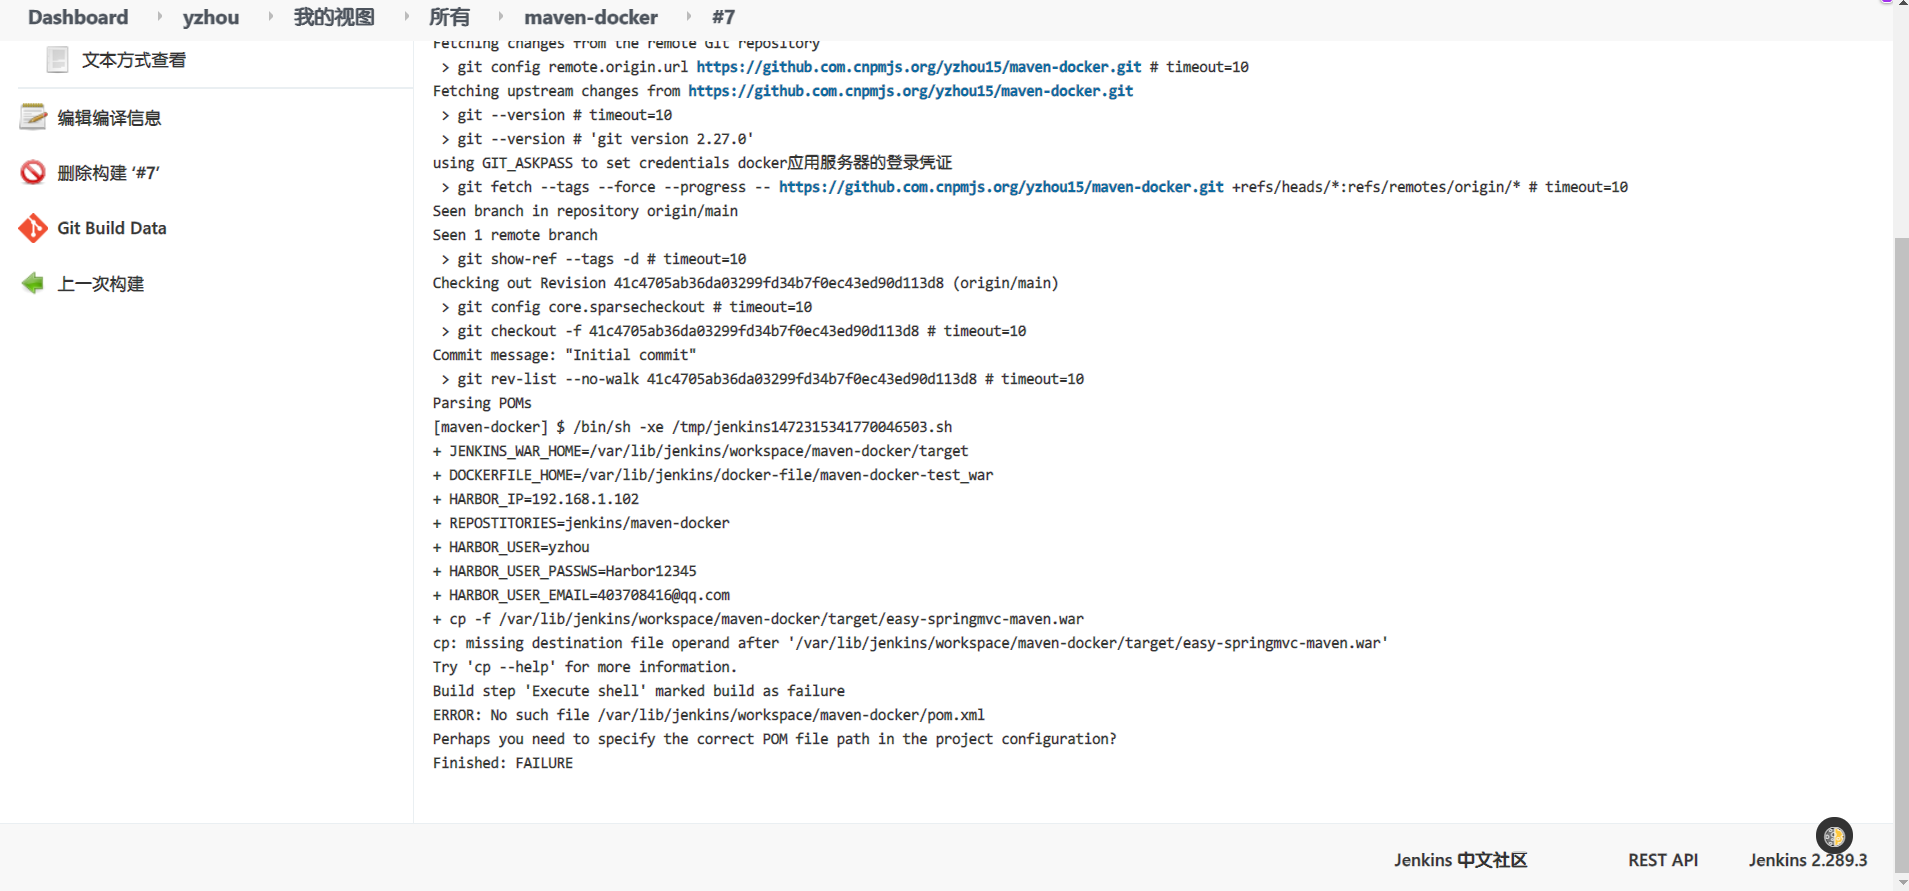 Dashboard yzhou 我的视图 所有 maven-docker #7
文本方式查看
编辑编译信息
删除构建 ‘#7’
Git Build Data
上一次构建
Fetching changes from the remote Git repository
> git config remote.origin.url https://github.com.cnpmjs.org/yzhou15/maven-docker.git # timeout=10
Fetching upstream changes from https://github.com.cnpmjs.org/yzhou15/maven-docker.git
> git --version # timeout=10
> git --version # 'git version 2.27.0'
using GIT_ASKPASS to set credentials docker应用服务器的登录凭证
> git fetch --tags --force --progress -- https://github.com.cnpmjs.org/yzhou15/maven-docker.git +refs/heads/*:refs/remotes/origin/* # timeout=10
Seen branch in repository origin/main
Seen 1 remote branch
> git show-ref --tags -d # timeout=10
Checking out Revision 41c4705ab36da03299fd34b7f0ec43ed90d113d8 (origin/main)
> git config core.sparsecheckout # timeout=10
> git checkout -f 41c4705ab36da03299fd34b7f0ec43ed90d113d8 # timeout=10
Commit message: "Initial commit"
> git rev-list --no-walk 41c4705ab36da03299fd34b7f0ec43ed90d113d8 # timeout=10
Parsing POMs
[maven-docker] $ /bin/sh -xe /tmp/jenkins1472315341770046503.sh
+ JENKINS_WAR_HOME=/var/lib/jenkins/workspace/maven-docker/target
+ DOCKERFILE_HOME=/var/lib/jenkins/docker-file/maven-docker-test_war
+ HARBOR_IP=192.168.1.102
+ REPOSTITORIES=jenkins/maven-docker
+ HARBOR_USER=yzhou
+ HARBOR_USER_PASSWS=Harbor12345
+ HARBOR_USER_EMAIL=403708416@qq.com
+ cp -f /var/lib/jenkins/workspace/maven-docker/target/easy-springmvc-maven.war
cp: missing destination file operand after '/var/lib/jenkins/workspace/maven-docker/target/easy-springmvc-maven.war'
Try 'cp --help' for more information.
Build step 'Execute shell' marked build as failure
ERROR: No such file /var/lib/jenkins/workspace/maven-docker/pom.xml
Perhaps you need to specify the correct POM file path in the project configuration?
Finished: FAILURE
Jenkins 中文社区 REST API Jenkins 2.289.3